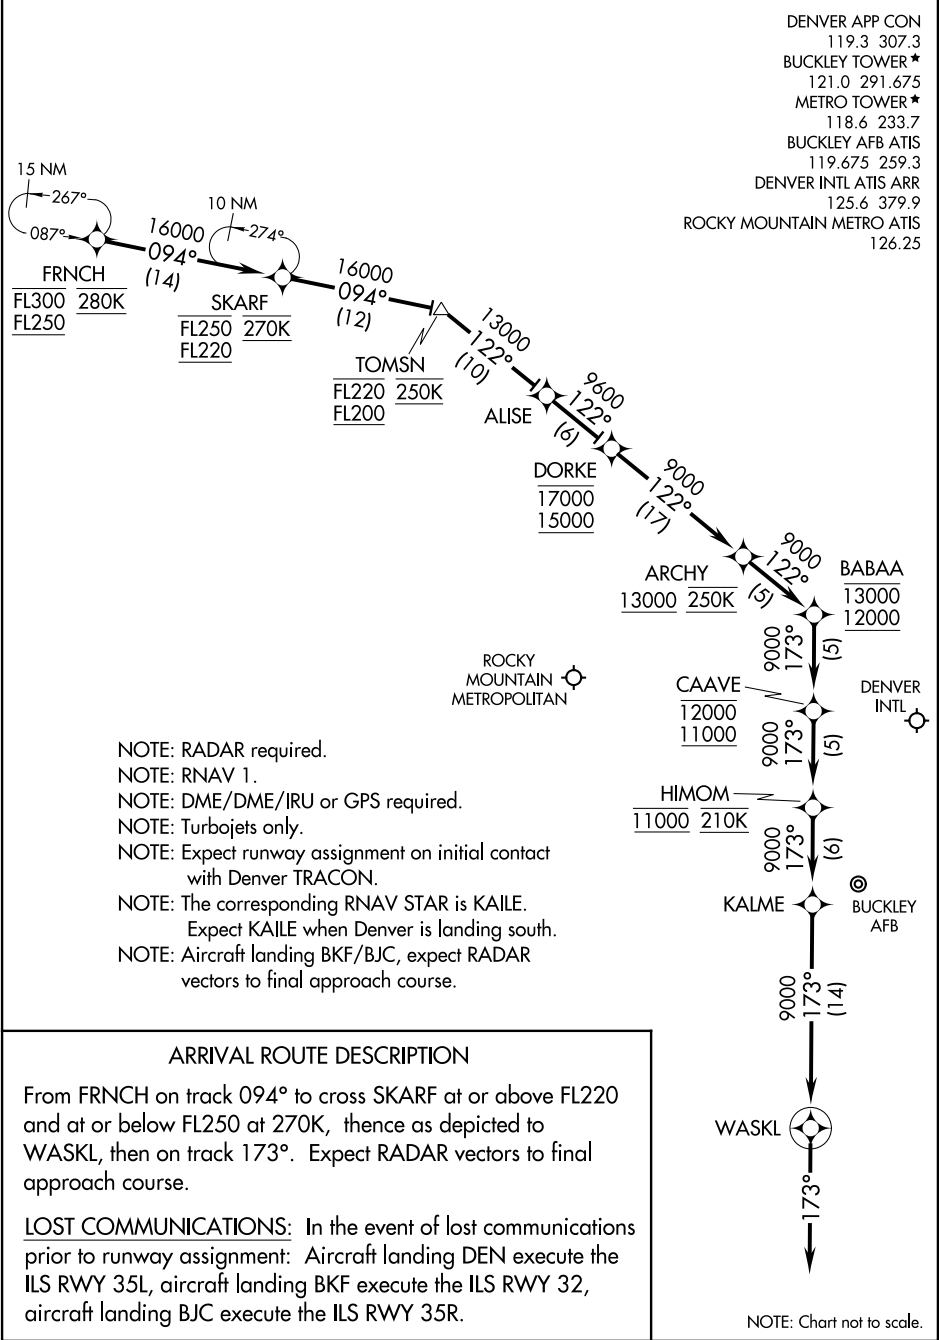 DENVER APP CON
119.3 307.3
BUCKLEY TOWER★
121.0 291.675
METRO TOWER★
118.6 233.7
BUCKLEY AFB ATIS
119.675 259.3
DENVER INTL ATIS ARR
125.6 379.9
ROCKY MOUNTAIN METRO ATIS
126.25
15 NM
267°
087°
FRNCH
FL300 280K
FL250
16000
094°
(14)
10 NM
274°
SKARF
FL250 270K
FL220
16000
094°
(12)
TOMSN
FL220 250K
FL200
13000
122°
(10)
ALISE
9600
122°
(6)
DORKE
17000
15000
9000
122°
(17)
ARCHY
13000 250K
9000
122°
(5)
BABAA
13000
12000
9000
173°
(5)
ROCKY
MOUNTAIN
METROPOLITAN
CAAVE
12000
11000
DENVER
INTL
9000
173°
(5)
HIMOM
11000 210K
9000
173°
(6)
KALME
BUCKLEY
AFB
9000
173°
(14)
WASKL
173°
NOTE: RADAR required.
NOTE: RNAV 1.
NOTE: DME/DME/IRU or GPS required.
NOTE: Turbojets only.
NOTE: Expect runway assignment on initial contact
with Denver TRACON.
NOTE: The corresponding RNAV STAR is KAILE.
Expect KAILE when Denver is landing south.
NOTE: Aircraft landing BKF/BJC, expect RADAR
vectors to final approach course.
ARRIVAL ROUTE DESCRIPTION
From FRNCH on track 094° to cross SKARF at or above FL220
and at or below FL250 at 270K, thence as depicted to
WASKL, then on track 173°. Expect RADAR vectors to final
approach course.
LOST COMMUNICATIONS: In the event of lost communications
prior to runway assignment: Aircraft landing DEN execute the
ILS RWY 35L, aircraft landing BKF execute the ILS RWY 32,
aircraft landing BJC execute the ILS RWY 35R.
NOTE: Chart not to scale.